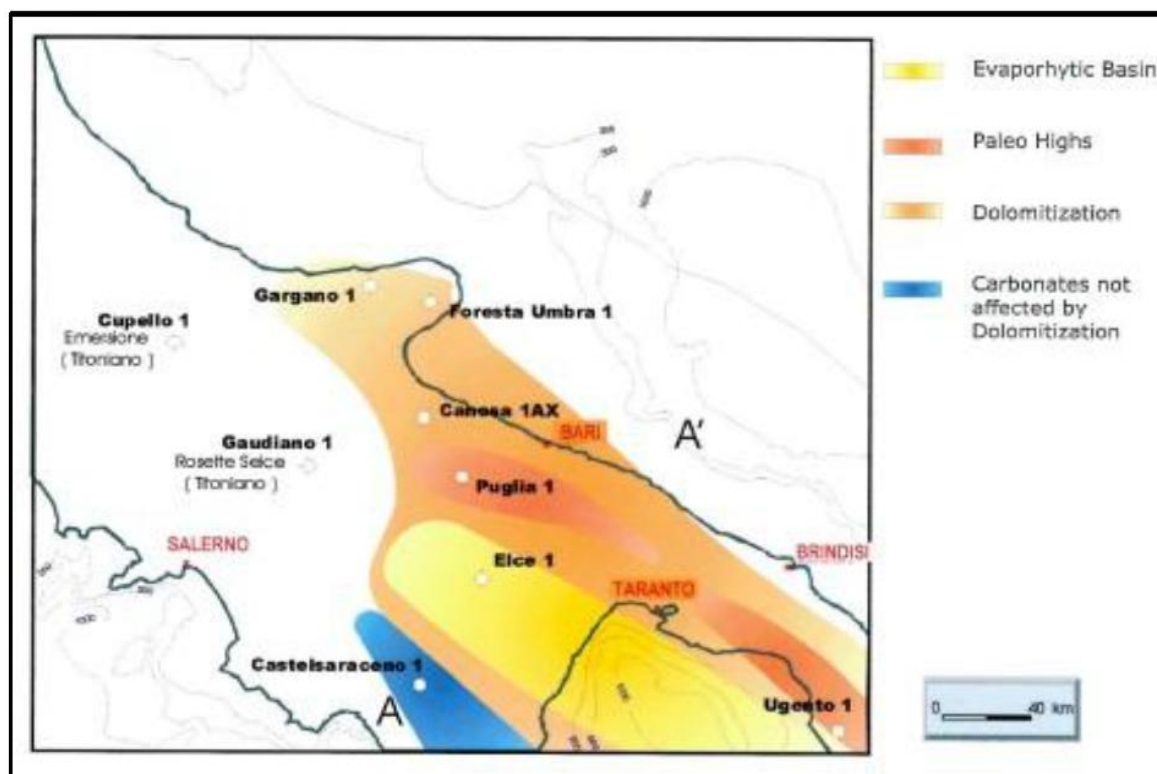 Evaporhytic Basin
Paleo Highs
Dolomitization
Carbonates not
affected by
Dolomitization
Gargano 1
Foresta Umbra 1
Cupello 1
Emersione
( Titoniano )
Canosa 1AX
BARI
A'
Gaudiano 1
Rosette Selce
( Titoniano )
Puglia 1
SALERNO
Elce 1
BRINDISI
TARANTO
Castelsaraceno 1
A
Ugento 1
0 40 km